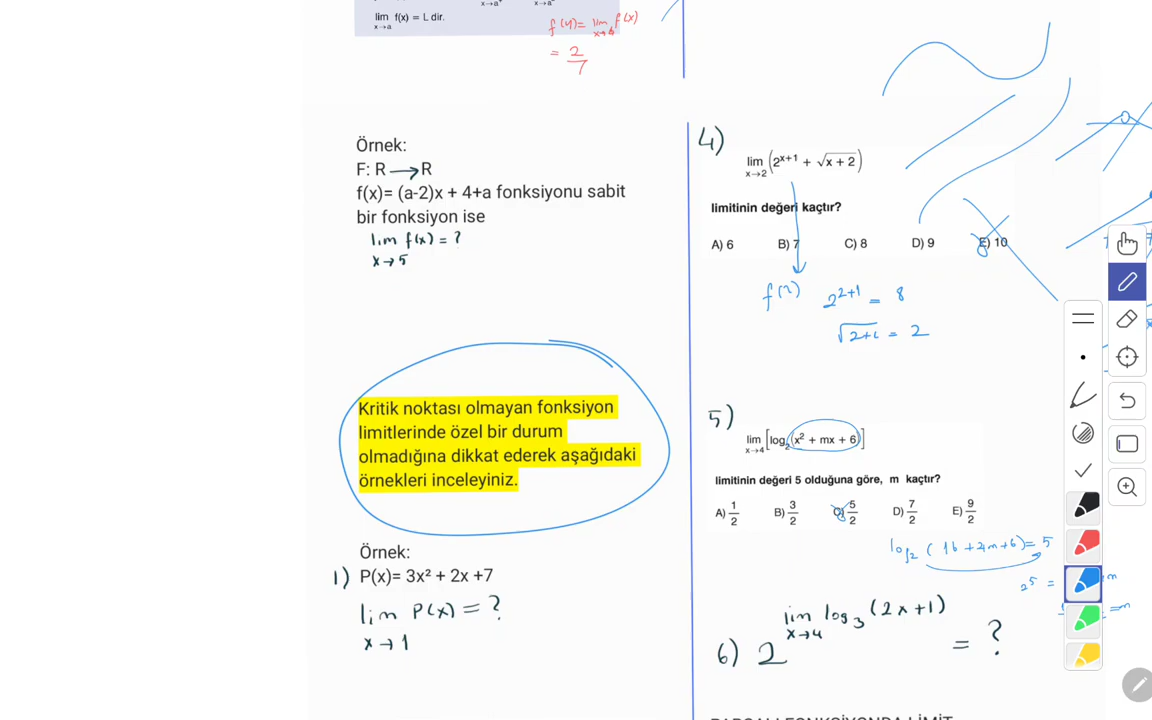 lim f(x) = L dir.
x→a
f(4) = lim f(x)
x→4
= 2/7
Örnek:
F: R → R
f(x)= (a-2)x + 4+a fonksiyonu sabit
bir fonksiyon ise
lim f(x) = ?
x→5
Kritik noktası olmayan fonksiyon
limitlerinde özel bir durum
olmadığına dikkat ederek aşağıdaki
örnekleri inceleyiniz.
Örnek:
1) P(x)= 3x² + 2x +7
lim P(x) = ?
x→1
4)
lim (2^{x+1} + √(x + 2))
x→2
limitinin değeri kaçtır?
A) 6 B) 7 C) 8 D) 9 E) 10
f(2) 2^{2+1} = 8
= 2
5)
lim [log₂(x² + mx + 6)]
x→4
limitinin değeri 5 olduğuna göre, m kaçtır?
A) 1/2 B) 3/2 C) 5/2 D) 7/2 E) 9/2
log₂ (16 + 4m + 6) = 5
2⁵ =
= m
lim log₃ (2x+1)
x→4
6) 2 = ?